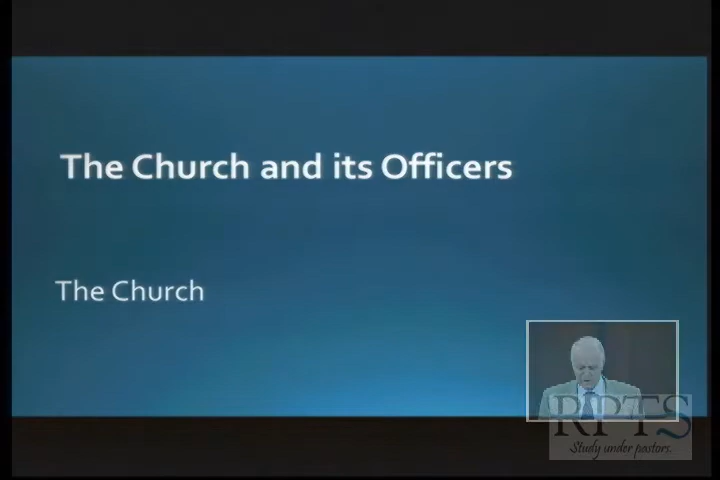 The Church and its Officers
The Church
RPTS
Study under pastors.